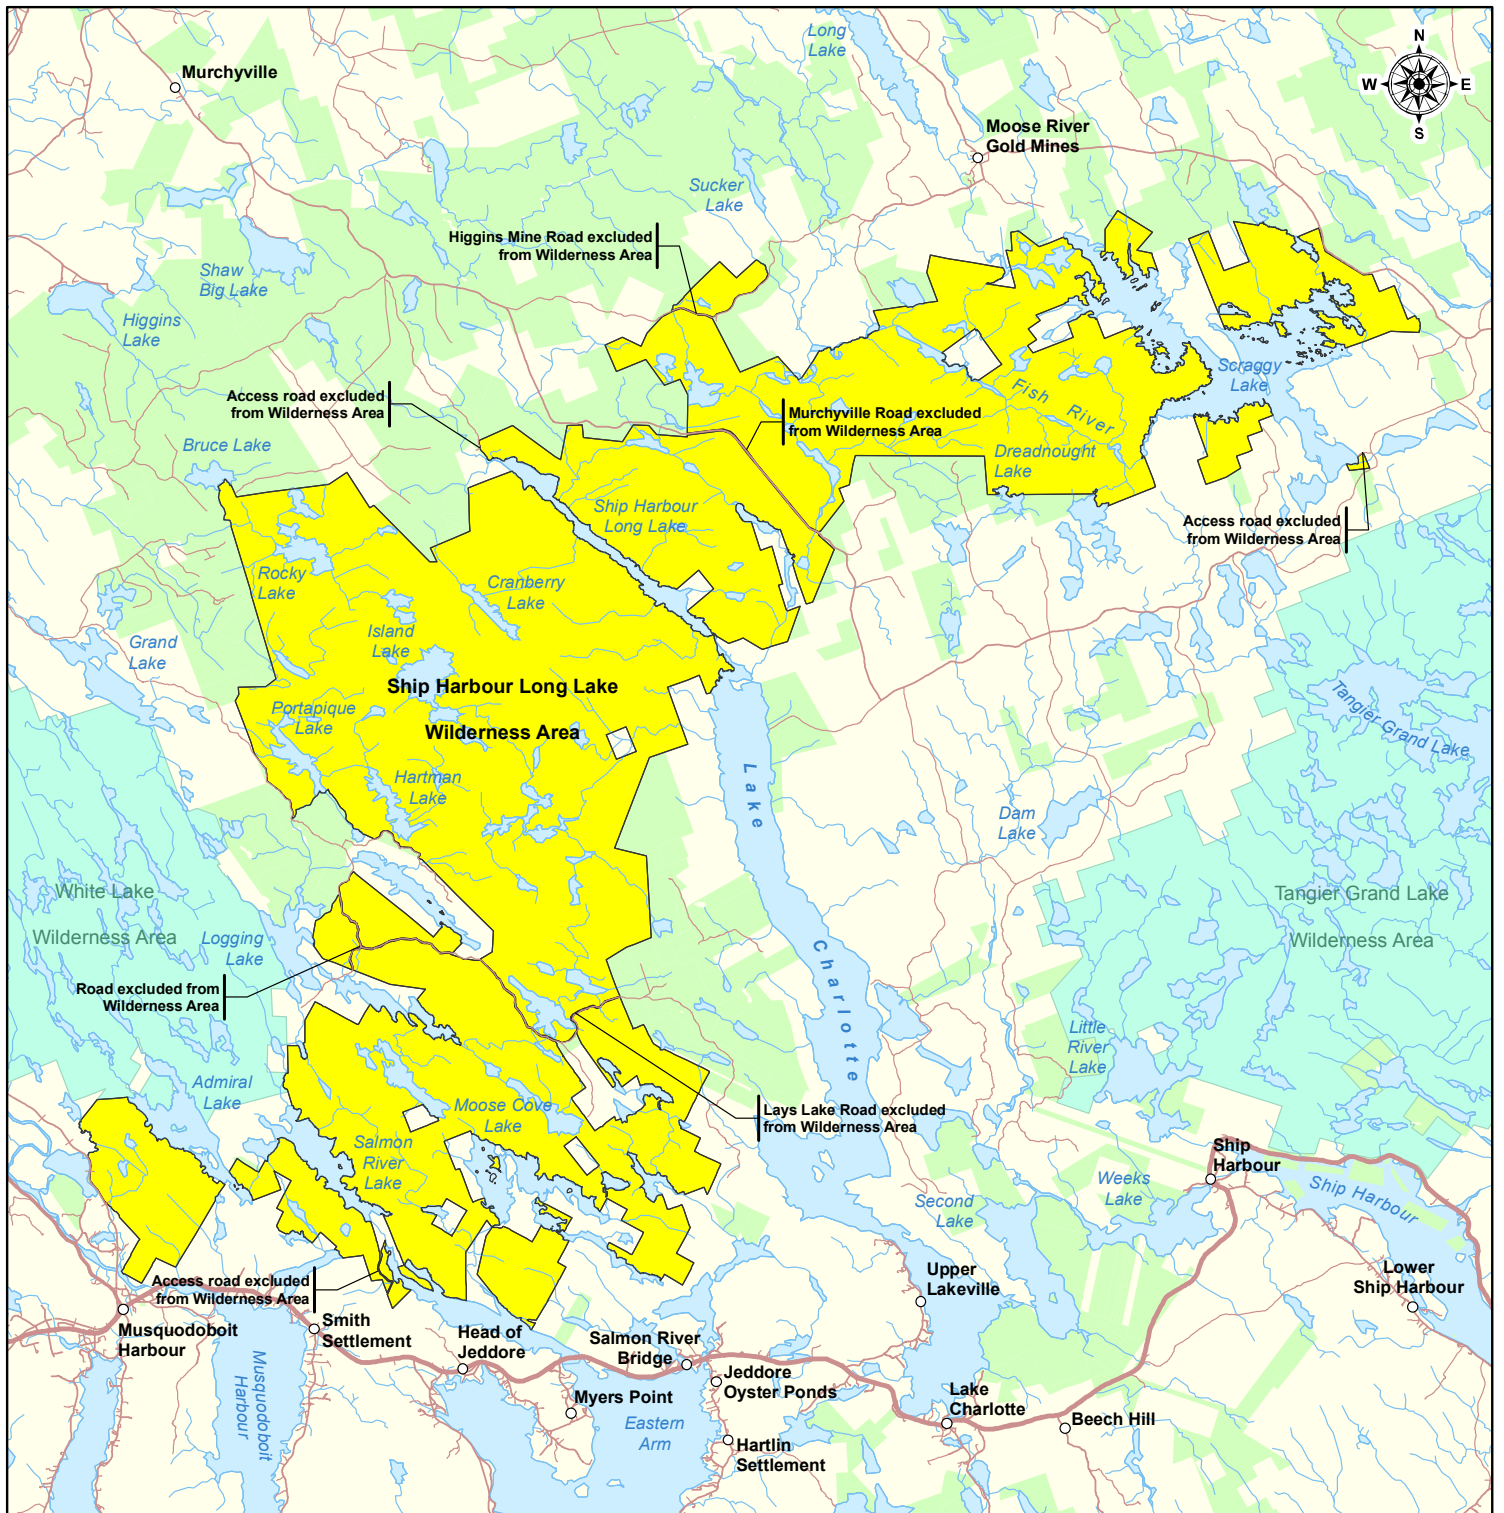 Long
Lake
Murchyville
N
W
E
S
Moose River
Gold Mines
Sucker
Lake
Higgins Mine Road excluded
from Wilderness Area
Shaw
Big Lake
Higgins
Lake
Scraggy
Lake
Fish River
Access road excluded
from Wilderness Area
Murchyville Road excluded
from Wilderness Area
Bruce Lake
Dreadnought
Lake
Ship Harbour
Long Lake
Access road excluded
from Wilderness Area
Rocky
Lake
Cranberry
Lake
Island
Lake
Grand
Lake
Ship Harbour Long Lake
Wilderness Area
Portapique
Lake
Tangier Grand Lake
Hartman
Lake
Lake Charlotte
Dam
Lake
White Lake
Wilderness Area
Tangier Grand Lake
Wilderness Area
Logging
Lake
Road excluded from
Wilderness Area
Little
River
Lake
Admiral
Lake
Moose Cove
Lake
Lays Lake Road excluded
from Wilderness Area
Salmon
River
Lake
Ship
Harbour
Weeks
Lake
Ship Harbour
Second
Lake
Access road excluded
from Wilderness Area
Upper
Lakeville
Lower
Ship Harbour
Musquodoboit
Harbour
Smith
Settlement
Head of
Jeddore
Salmon River
Bridge
Jeddore
Oyster Ponds
Musquodoboit
Harbour
Myers Point
Eastern
Arm
Lake
Charlotte
Beech Hill
Hartlin
Settlement